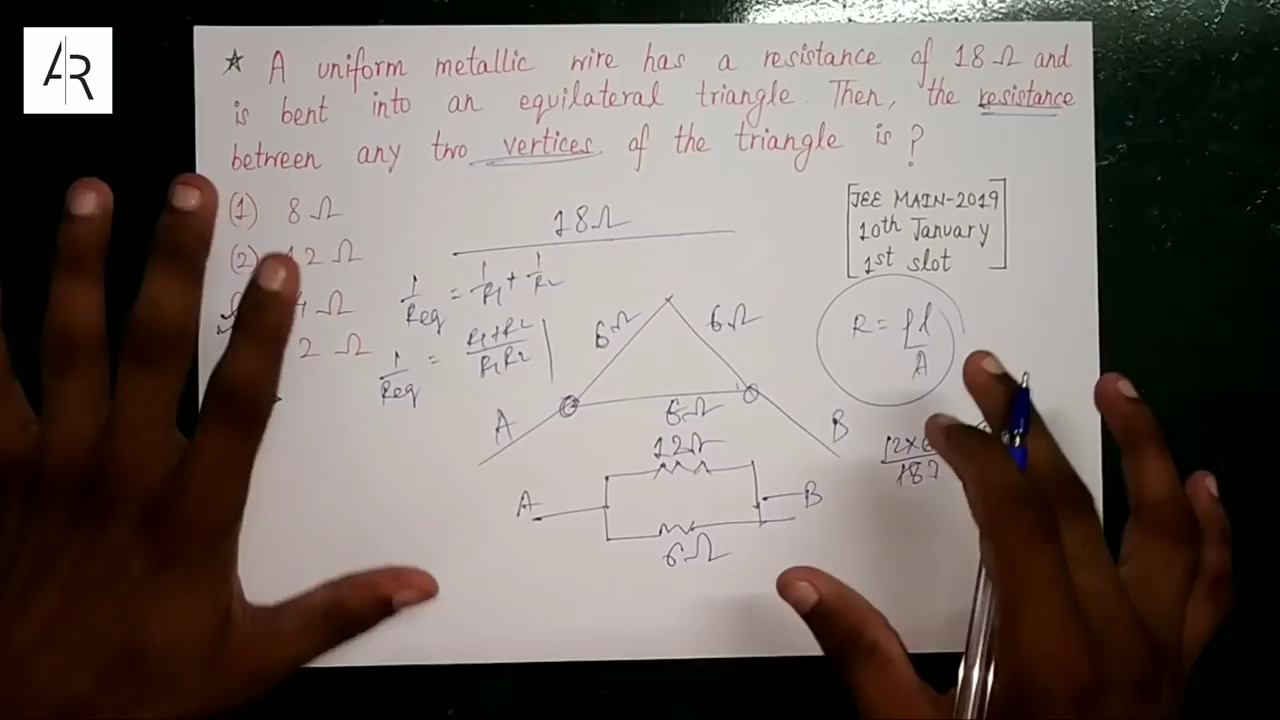 AR
☆ A uniform metallic wire has a resistance of 18 Ω and
is bent into an equilateral triangle. Then, the resistance
between any two vertices of the triangle is ?
(1) 8 Ω
(2) 12 Ω
4 Ω
2 Ω
[JEE MAIN-2019
10th January
1st slot]
18Ω
1/Req = 1/R1 + 1/R2
1/Req = R1+R2/R1R2
6Ω
6Ω
6Ω
A
B
R = ρl/A
12Ω
A
B
6Ω